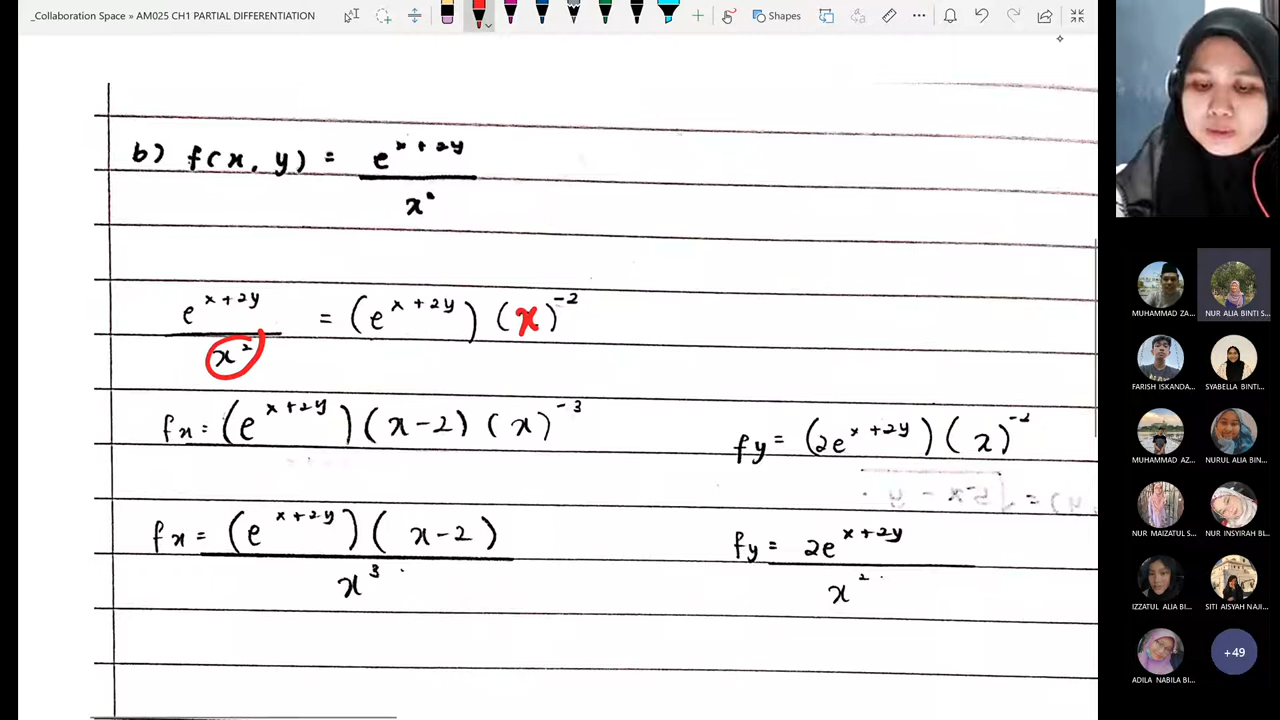 _Collaboration Space » AM025 CH1 PARTIAL DIFFERENTIATION
Shapes
b) f(x, y) = e^{x+2y} / x²
e^{x+2y} / x² = (e^{x+2y}) (x)^{-2}
fx = (e^{x+2y}) (x-2) (x)^{-3}
fy = (2e^{x+2y}) (x)^{-2}
fx = (e^{x+2y}) (x-2) / x³
fy = 2e^{x+2y} / x²
MUHAMMAD ZA...
NUR ALIA BINTI S...
FARISH ISKANDA...
SYABELLA BINTI...
MUHAMMAD AZ...
NURUL ALIA BIN...
NUR MAIZATUL S...
NUR INSYIRAH BI...
IZZATUL ALIA BI...
SITI AISYAH NAJI...
ADILA NABILA BI...
+49